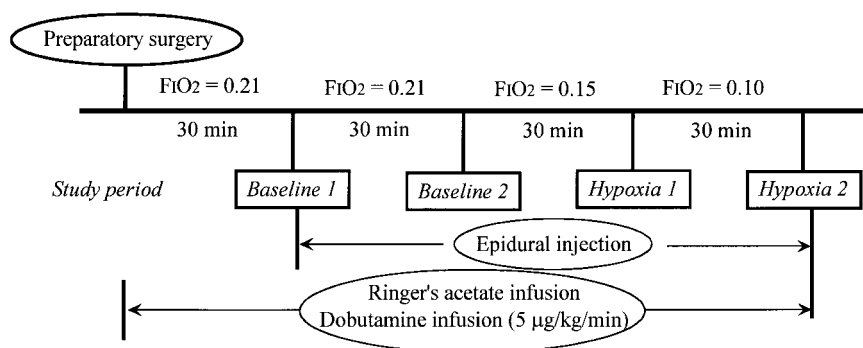 Preparatory surgery
FIO2 = 0.21 FIO2 = 0.21 FIO2 = 0.15 FIO2 = 0.10
30 min 30 min 30 min 30 min
Study period Baseline 1 Baseline 2 Hypoxia 1 Hypoxia 2
Epidural injection
Ringer's acetate infusion
Dobutamine infusion (5 µg/kg/min)